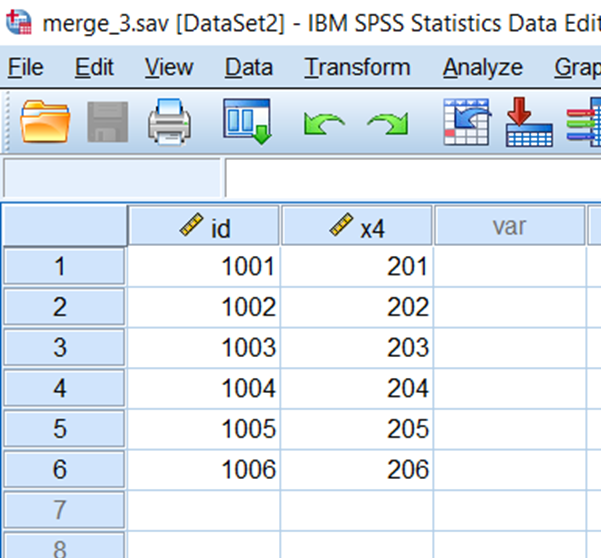 merge_3.sav [DataSet2] - IBM SPSS Statistics Data Edit
File Edit View Data Transform Analyze Grap
id x4 var
1 1001 201
2 1002 202
3 1003 203
4 1004 204
5 1005 205
6 1006 206
7
8